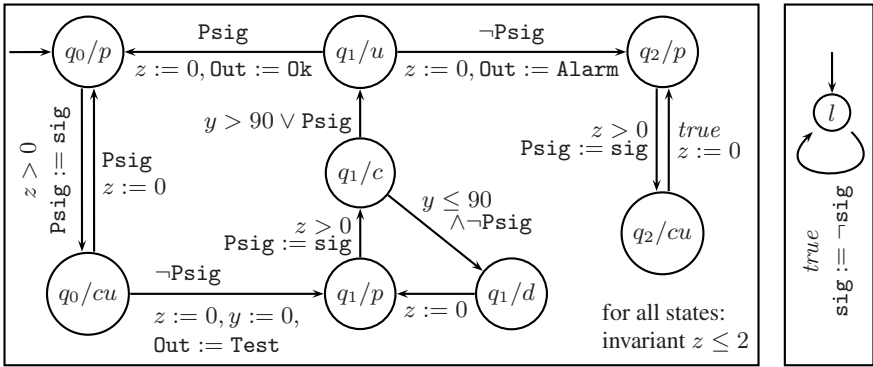 Psig
¬Psig
q₀/p
q₁/u
q₂/p
z := 0, Out := Ok
z := 0, Out := Alarm
z > 0
Psig := sig
Psig
z := 0
y > 90 ∨ Psig
z > 0
Psig := sig
true
z := 0
l
q₁/c
z > 0
Psig := sig
y ≤ 90
∧¬Psig
q₂/cu
true
sig := ¬sig
¬Psig
q₀/cu
q₁/p
z := 0
q₁/d
z := 0, y := 0,
Out := Test
for all states:
invariant z ≤ 2